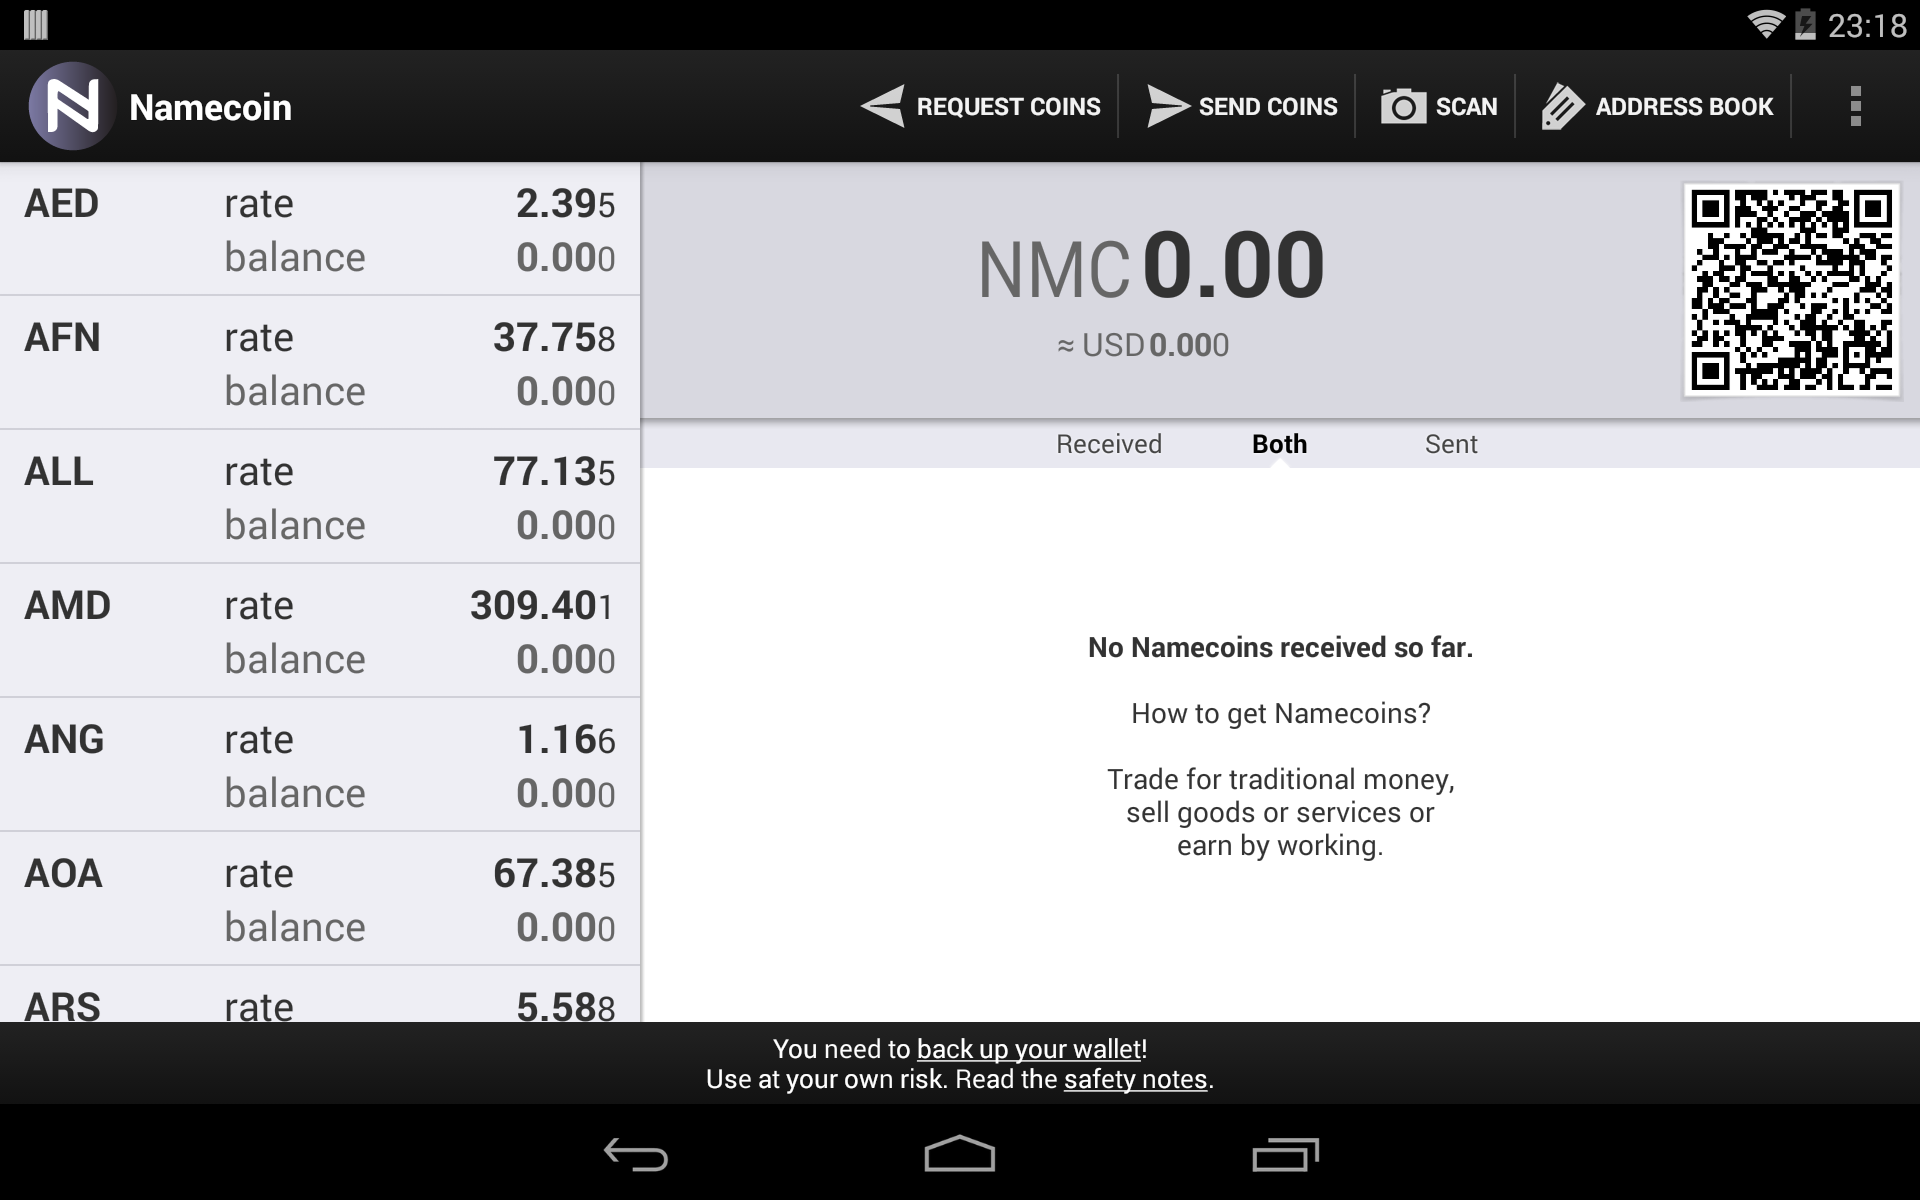 23:18
Namecoin
REQUEST COINS
SEND COINS
SCAN
ADDRESS BOOK
AED rate 2.395
balance 0.000
AFN rate 37.758
balance 0.000
ALL rate 77.135
balance 0.000
AMD rate 309.401
balance 0.000
ANG rate 1.166
balance 0.000
AOA rate 67.385
balance 0.000
ARS rate 5.588
NMC 0.00
≈ USD 0.000
Received Both Sent
No Namecoins received so far.
How to get Namecoins?
Trade for traditional money,
sell goods or services or
earn by working.
You need to back up your wallet!
Use at your own risk. Read the safety notes.